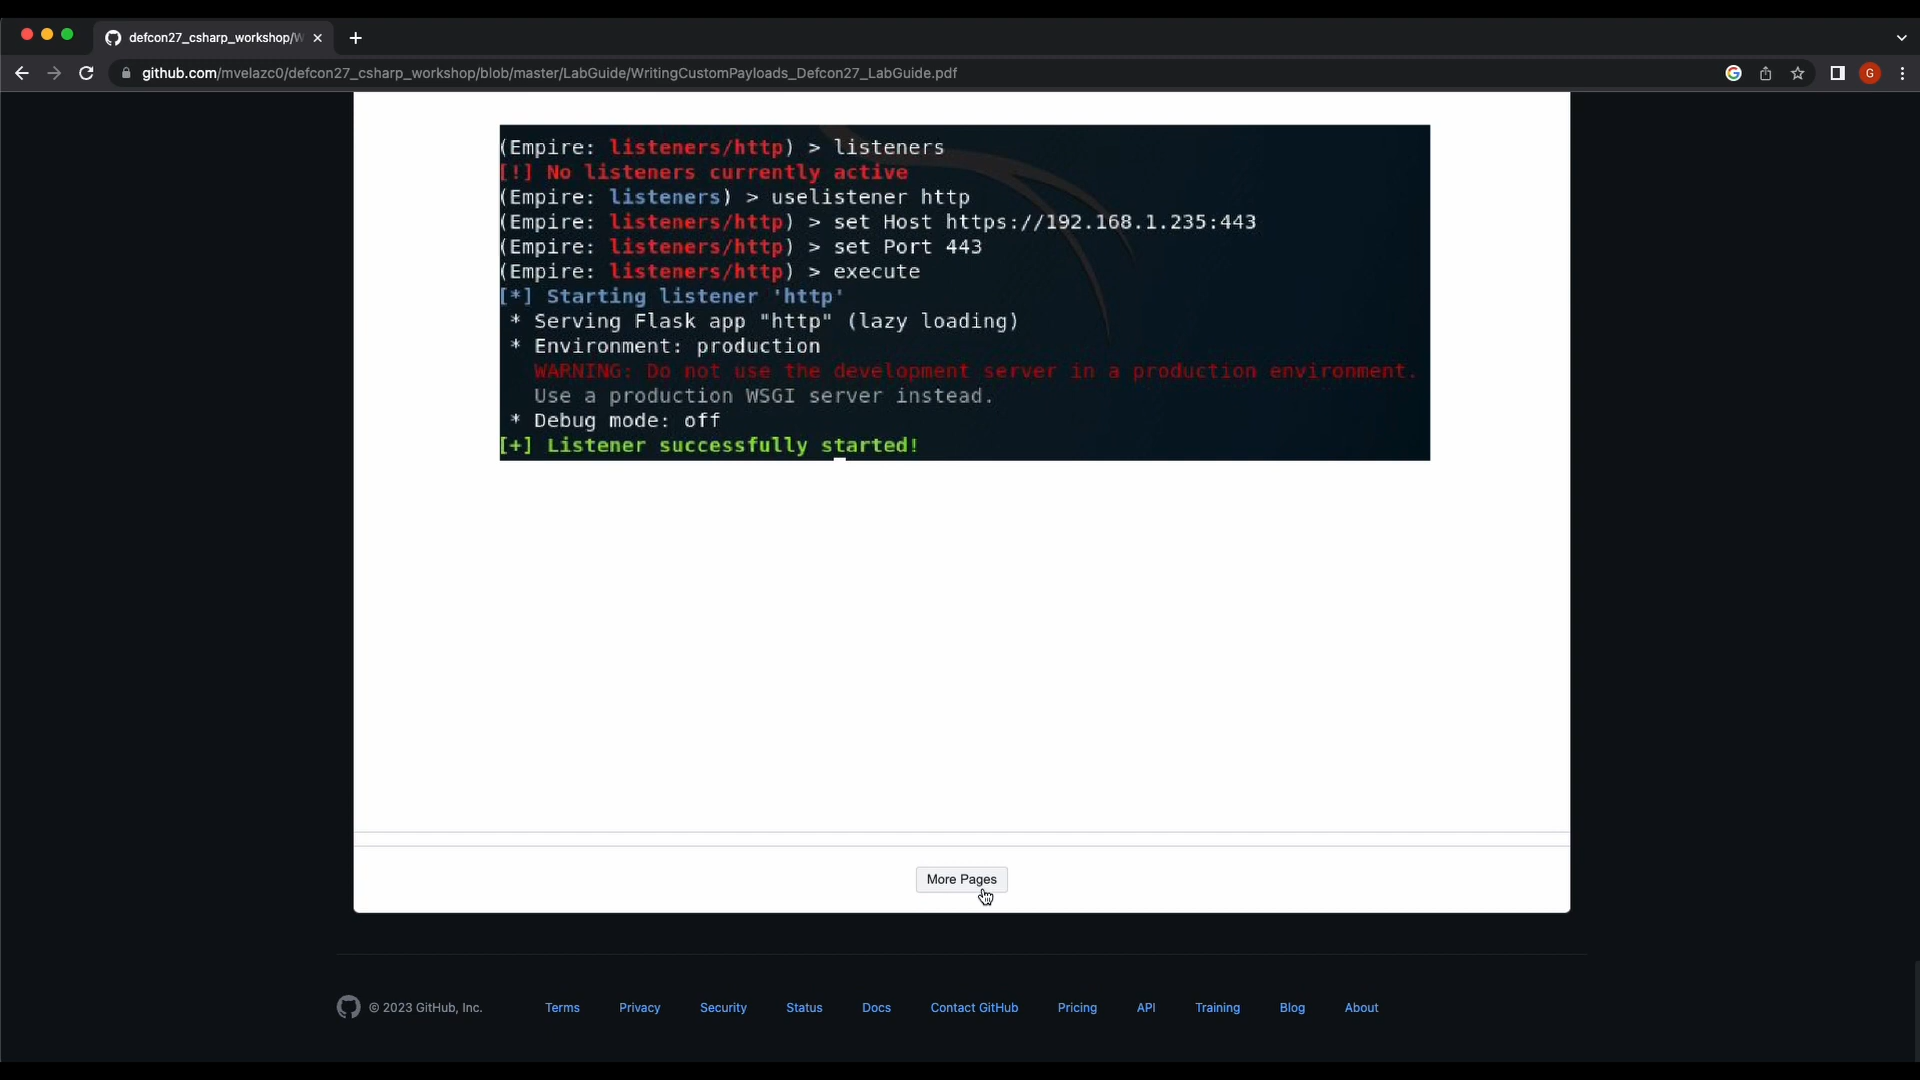 defcon27_csharp_workshop/W
github.com/mvelazc0/defcon27_csharp_workshop/blob/master/LabGuide/WritingCustomPayloads_Defcon27_LabGuide.pdf
G
(Empire: listeners/http) > listeners
[!] No listeners currently active
(Empire: listeners) > uselistener http
(Empire: listeners/http) > set Host https://192.168.1.235:443
(Empire: listeners/http) > set Port 443
(Empire: listeners/http) > execute
[*] Starting listener 'http'
* Serving Flask app "http" (lazy loading)
* Environment: production
WARNING: Do not use the development server in a production environment.
Use a production WSGI server instead.
* Debug mode: off
[+] Listener successfully started!
More Pages
© 2023 GitHub, Inc. Terms Privacy Security Status Docs Contact GitHub Pricing API Training Blog About